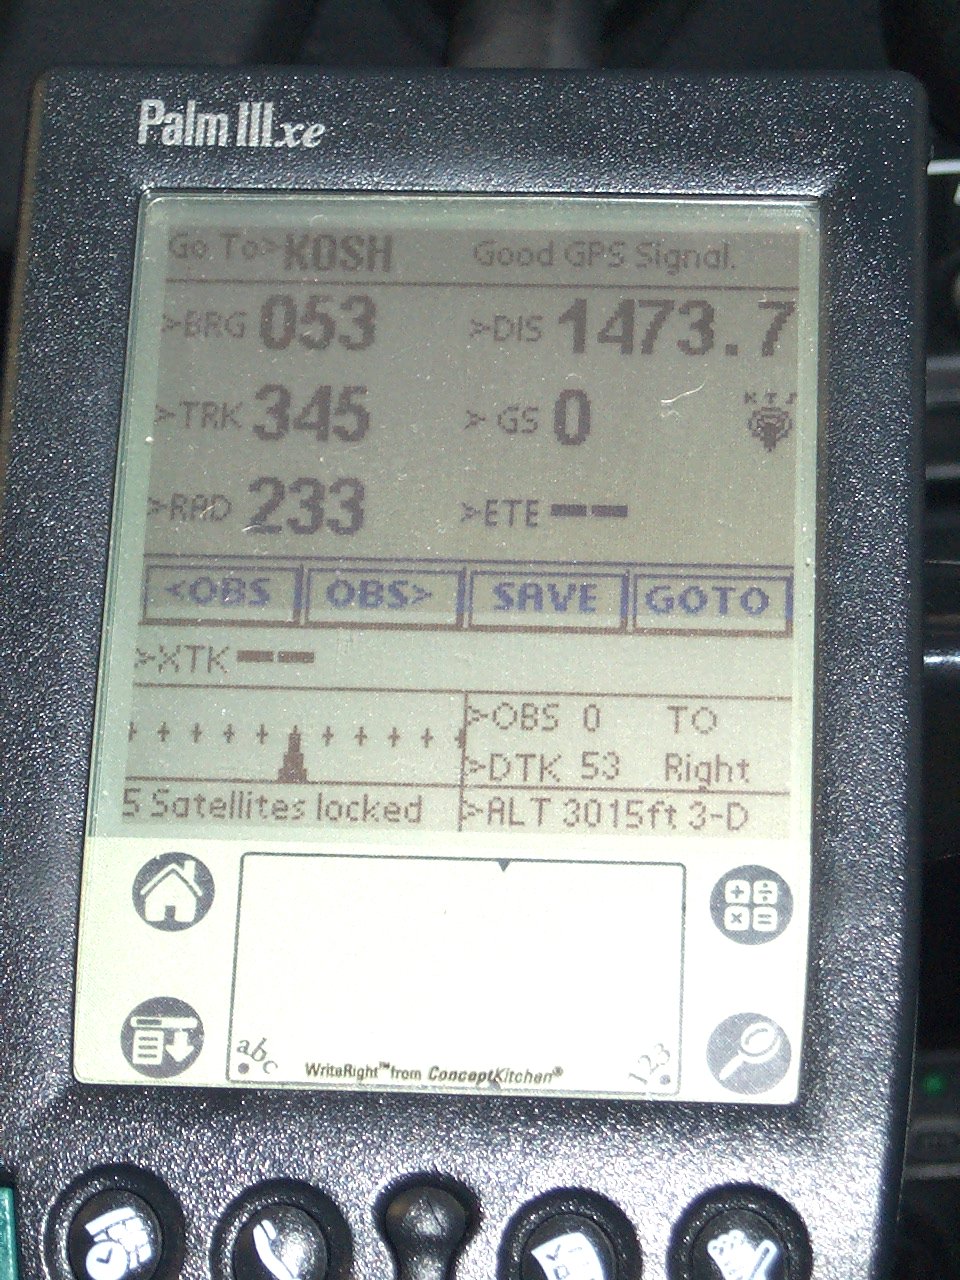 Palm IIIxe
Go To> KOSH Good GPS Signal.
>BRG 053 >DIS 1473.7
>TRK 345 > GS 0 KTS
>RAD 233 >ETE -- --
<OBS OBS> SAVE GOTO
>XTK -- --
>OBS 0 TO
>DTK 53 Right
5 Satellites locked >ALT 3015ft 3-D
abc WriteRight™ from ConceptKitchen® 123